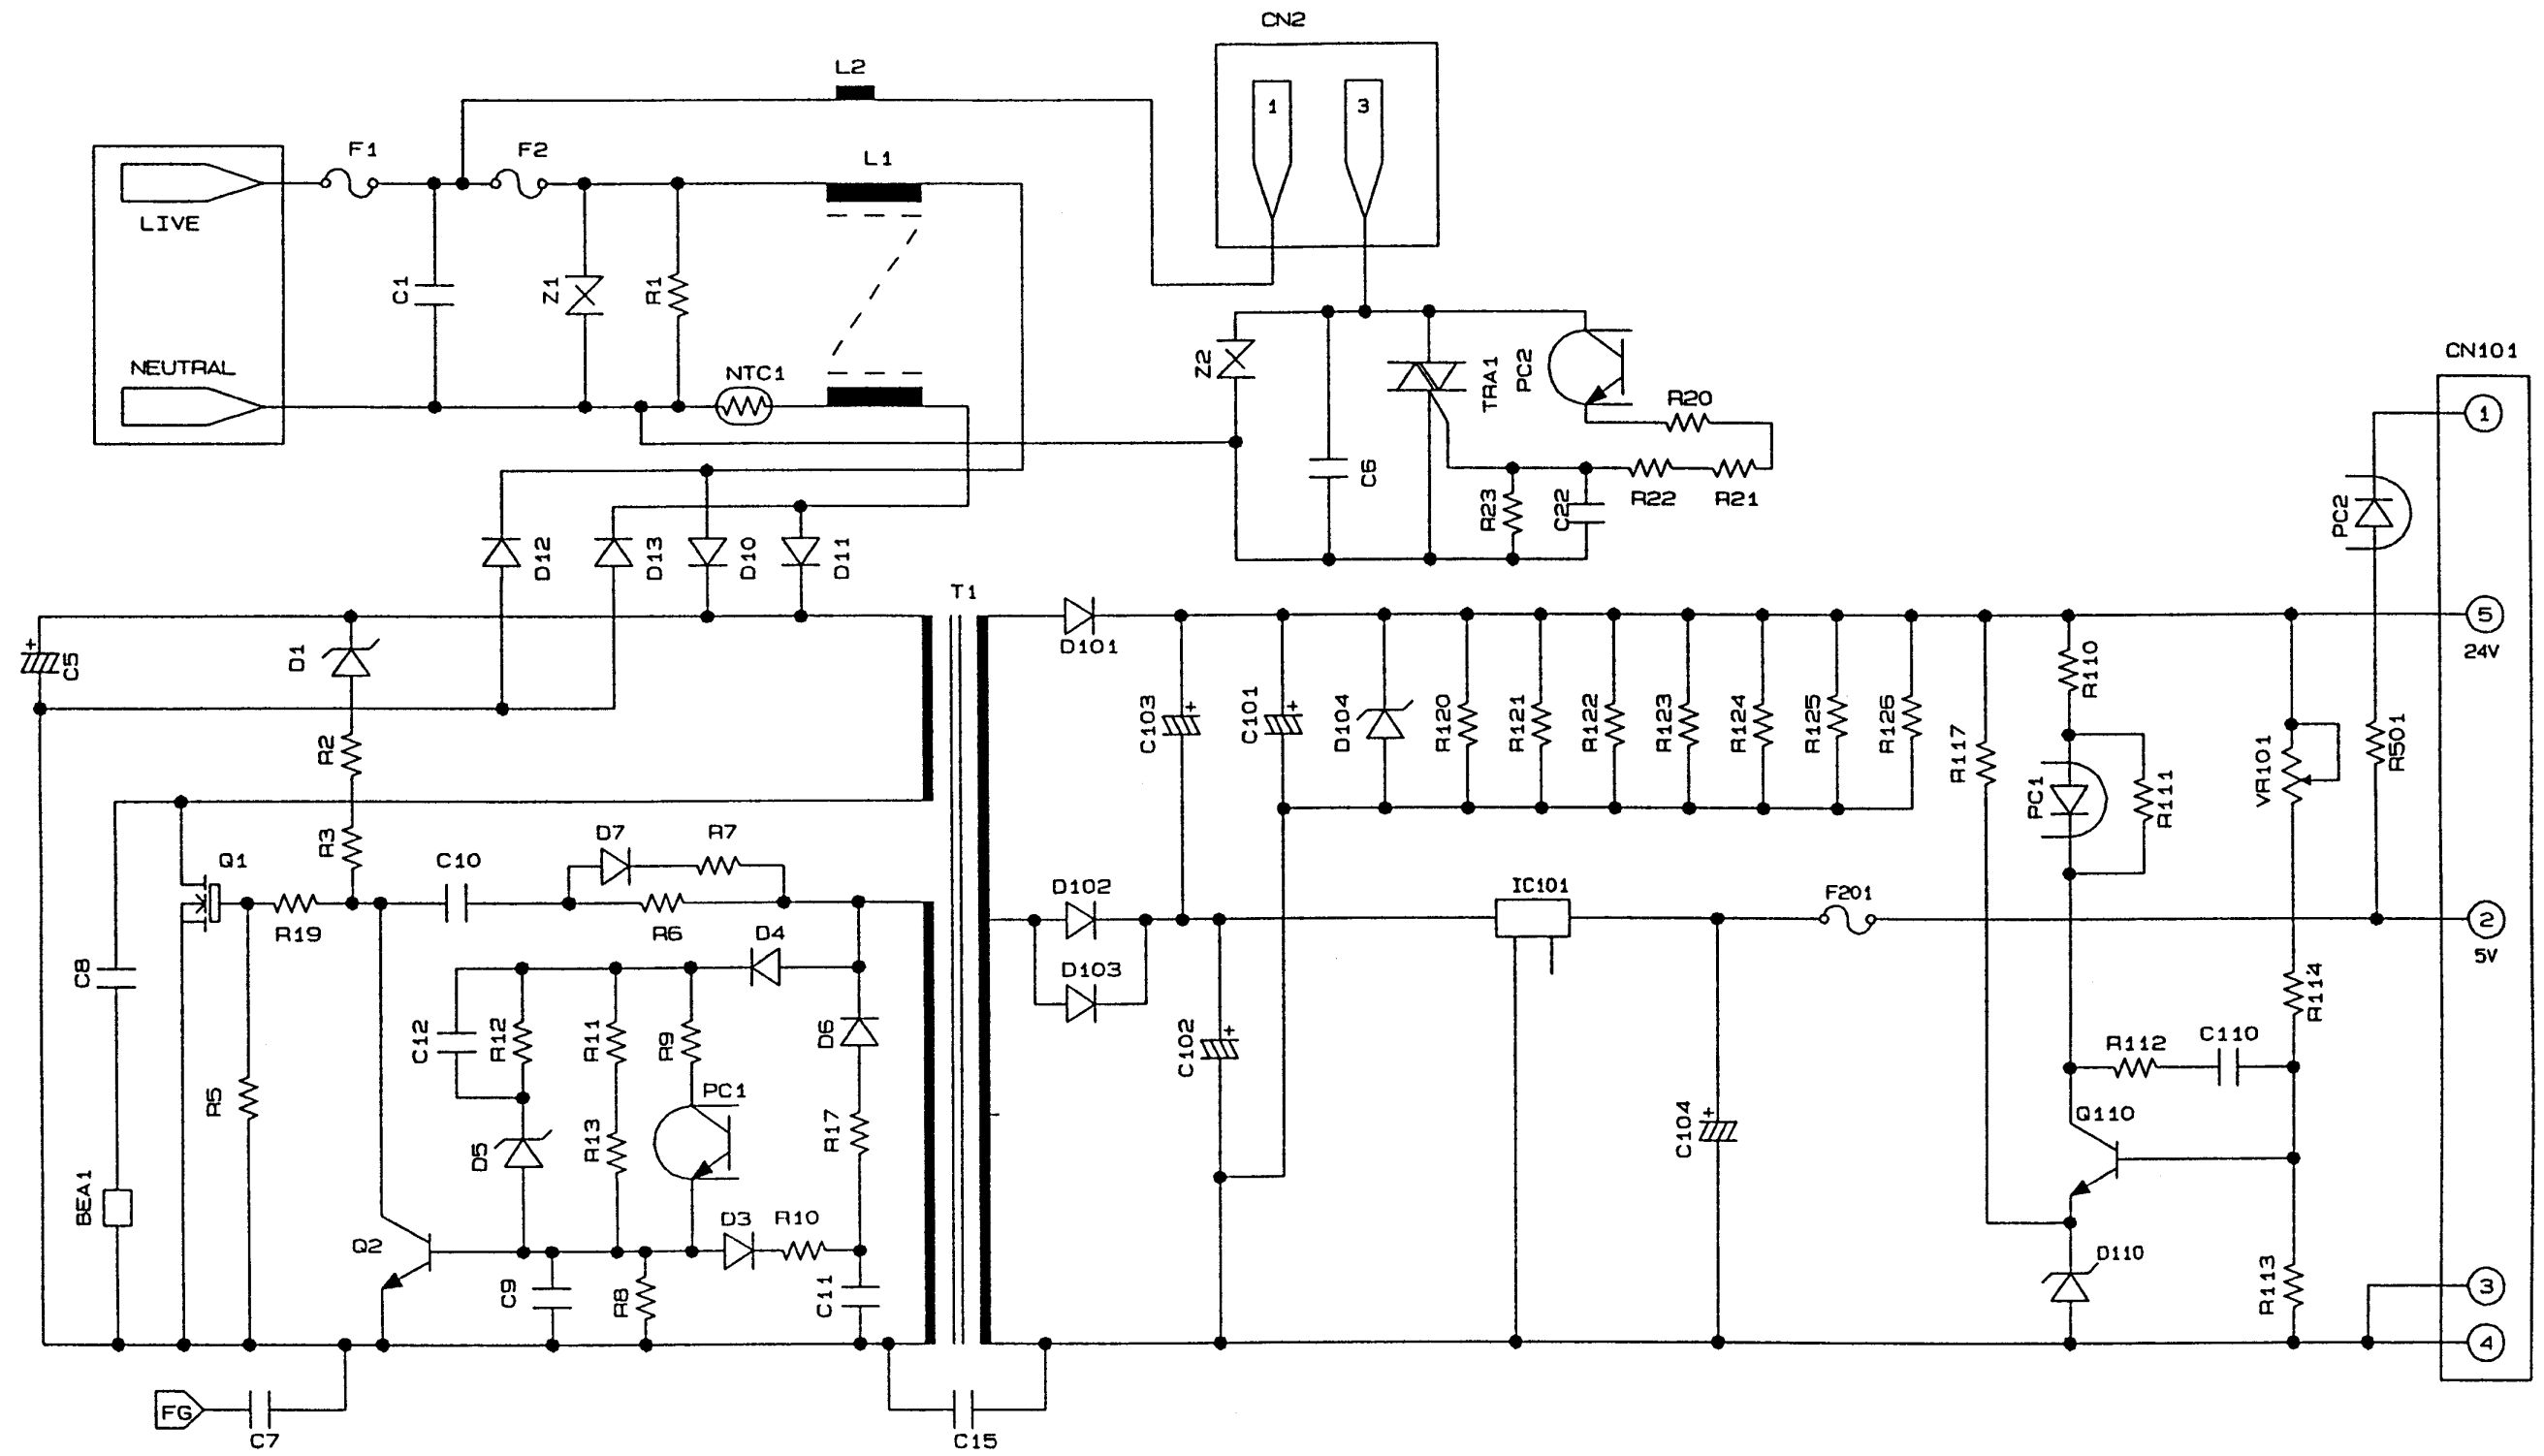 CN2
L2
1 3
F1 F2 L1
LIVE
C1 Z1 R1
NEUTRAL
NTC1
Z2 C6 TRA1 PC2
R20
R23 C22 R22 R21
CN101
1
PC2
D12 D13 D10 D11
T1
C5 D1
D101
5
24V
R2
C103 C101 D104 R120 R121 R122 R123 R124 R125 R126 R117 R110
PC1 R111 VR101 R501
R3
Q1 C10 D7 R7
R19 R6 D4
D102 IC101 F201
2
5V
D103
C8
C12 R12 R11 R9 D6
C102
R114
R5
D5 R13 PC1 R17
C104
R112 C110
Q110
BEA1
Q2
D3 R10
C9 R8 C11
D110
R113
3
4
FG
C7
C15
+
+
+
+
+